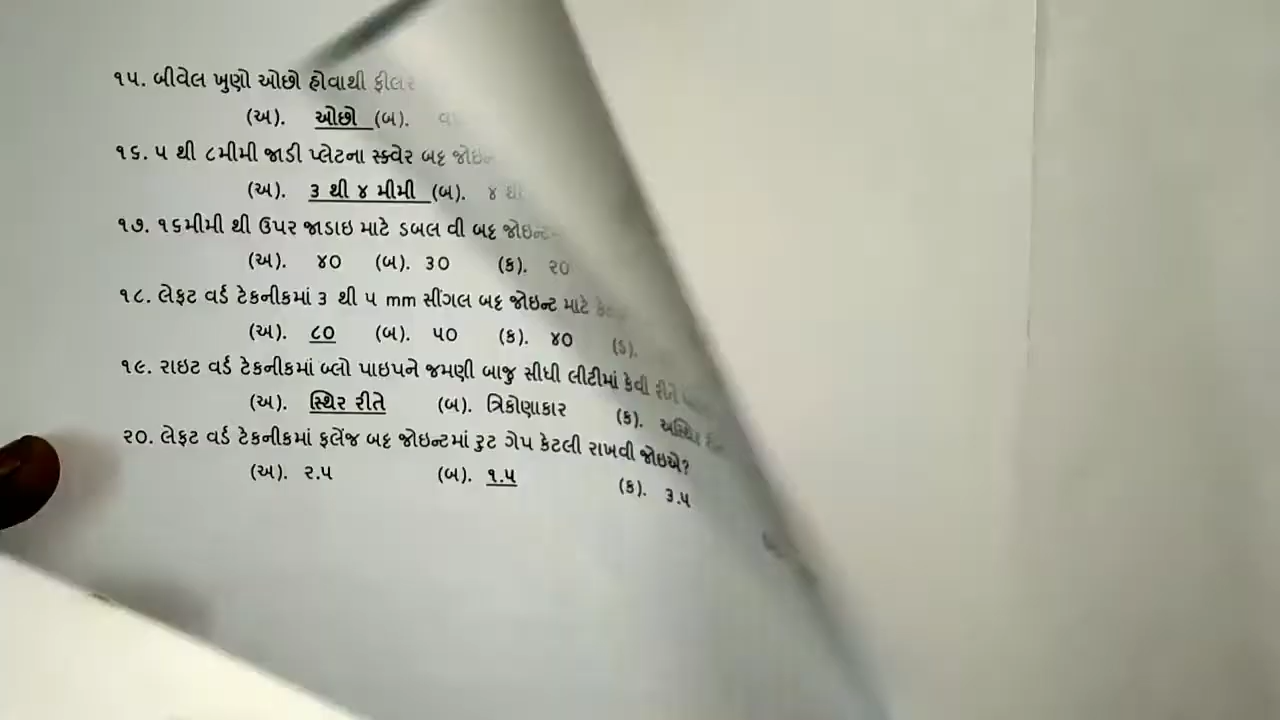 ૧૫. બીવેલ ખુણો ઓછો હોવાથી ફીલર
(અ). ઓછો (બ).
૧૬. ૫ થી ૮મીમી જાડી પ્લેટના સ્ક્વેર બટ્ટ
(અ). ૩ થી ૪ મીમી (બ). ૪ થી
૧૭. ૧૬મીમી થી ઉપર જાડાઇ માટે ડબલ વી બટ્ટ
(અ). ૪૦ (બ). ૩૦ (ક). ૨૦
૧૮. લેફટ વર્ડ ટેકનીકમાં ૩ થી ૫ mm સીંગલ બટ્ટ જોઇન્ટ માટે
(અ). ૮૦ (બ). ૫૦ (ક). ૪૦ (ડ).
૧૯. રાઇટ વર્ડ ટેકનીકમાં બ્લો પાઇપને જમણી બાજુ સીધી લીટીમાં કેવી રીતે
(અ). સ્થિર રીતે (બ). ત્રિકોણાકાર (ક). અસ્થિર
૨૦. લેફટ વર્ડ ટેકનીકમાં ફલેંજ બટ્ટ જોઇન્ટમાં રુટ ગેપ કેટલી રાખવી જોઇએ?
(અ). ૨.૫ (બ). ૧.૫ (ક). ૩.૫